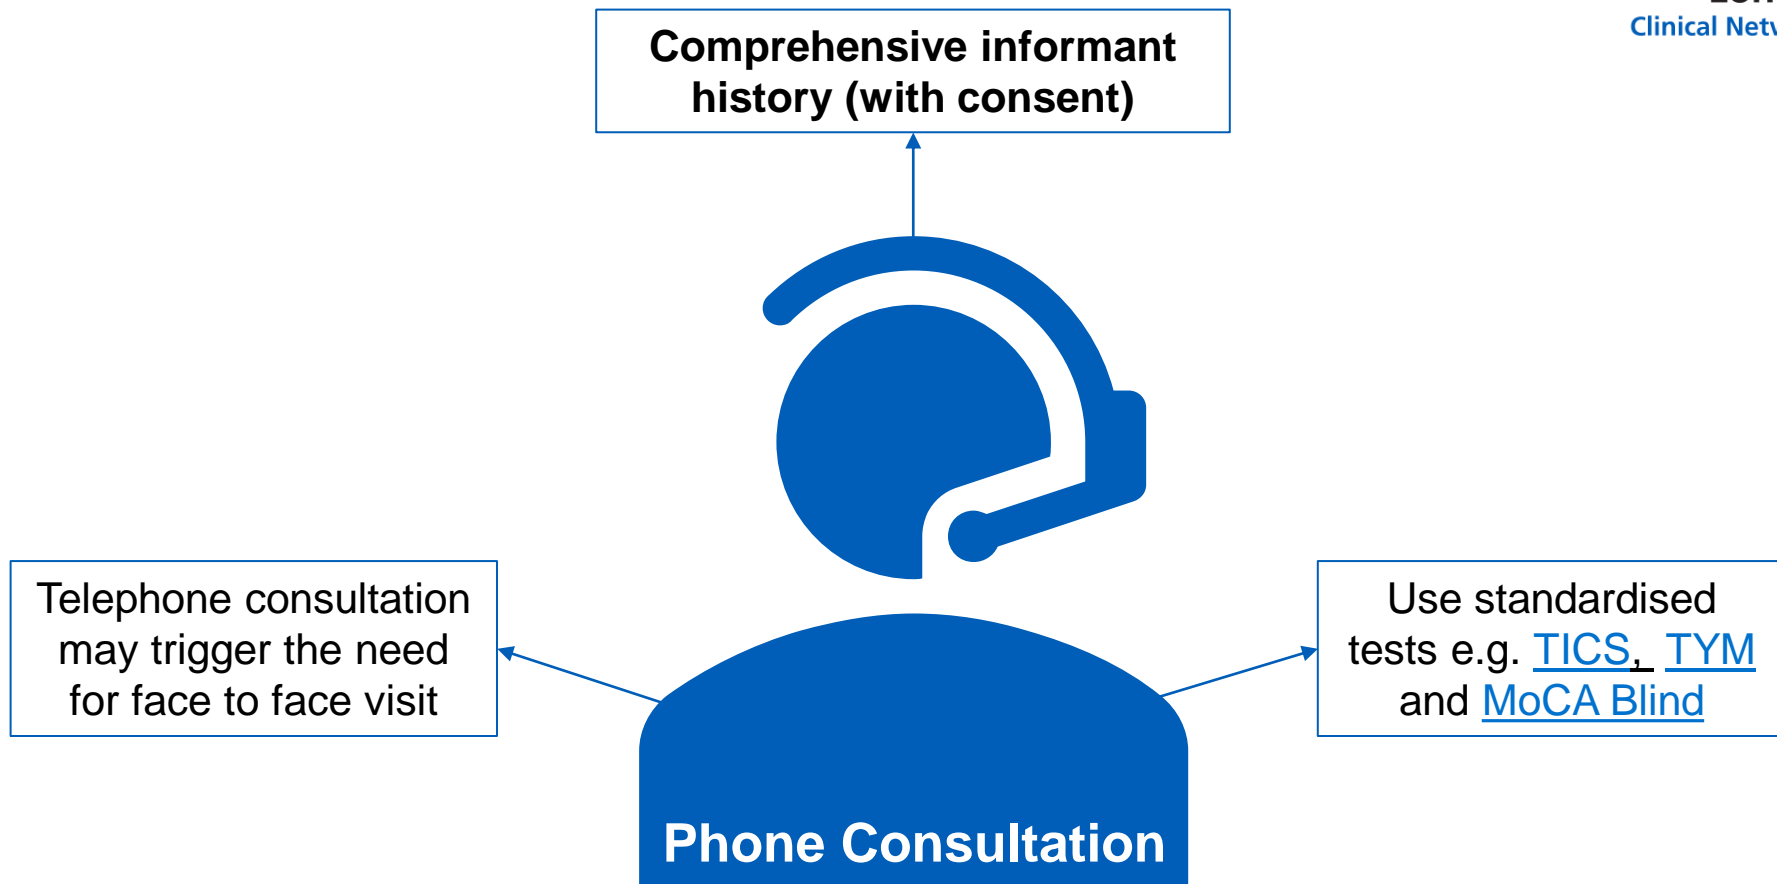 Clinical
Comprehensive informant
history (with consent)
Telephone consultation
may trigger the need
for face to face visit
Use standardised
tests e.g. TICS, TYM
and MoCA Blind
Phone Consultation